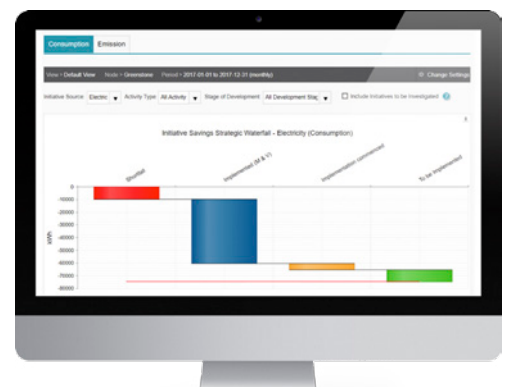 Consumption Emission
View • Default View Node • Greenstone Period • 2017-01-01 to 2017-12-31 (monthly) Change Settings
Initiative Source Electric Activity Type All Activity Stage of Development All Development Stag Include Initiatives to be Investigated
Initiative Savings Strategic Waterfall - Electricity (Consumption)
Shortfall Implemented (M & V) Implementation commenced To be Implemented
0
-10000
-20000
-30000
-40000
-50000
-60000
-70000
-80000
kWh